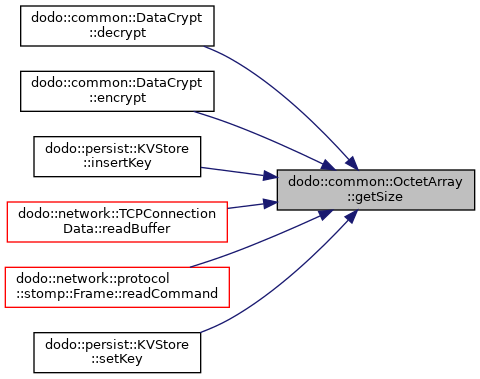 dodo::common::DataCrypt
::decrypt
dodo::common::DataCrypt
::encrypt
dodo::persist::KVStore
::insertKey
dodo::network::TCPConnection
Data::readBuffer
dodo::network::protocol
::stomp::Frame::readCommand
dodo::persist::KVStore
::setKey
dodo::common::OctetArray
::getSize